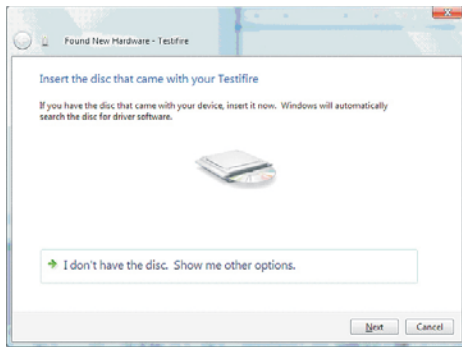 Found New Hardware - Testifire
Insert the disc that came with your Testifire
If you have the disc that came with your device, insert it now. Windows will automatically
search the disc for driver software.
I don't have the disc. Show me other options.
Next
Cancel